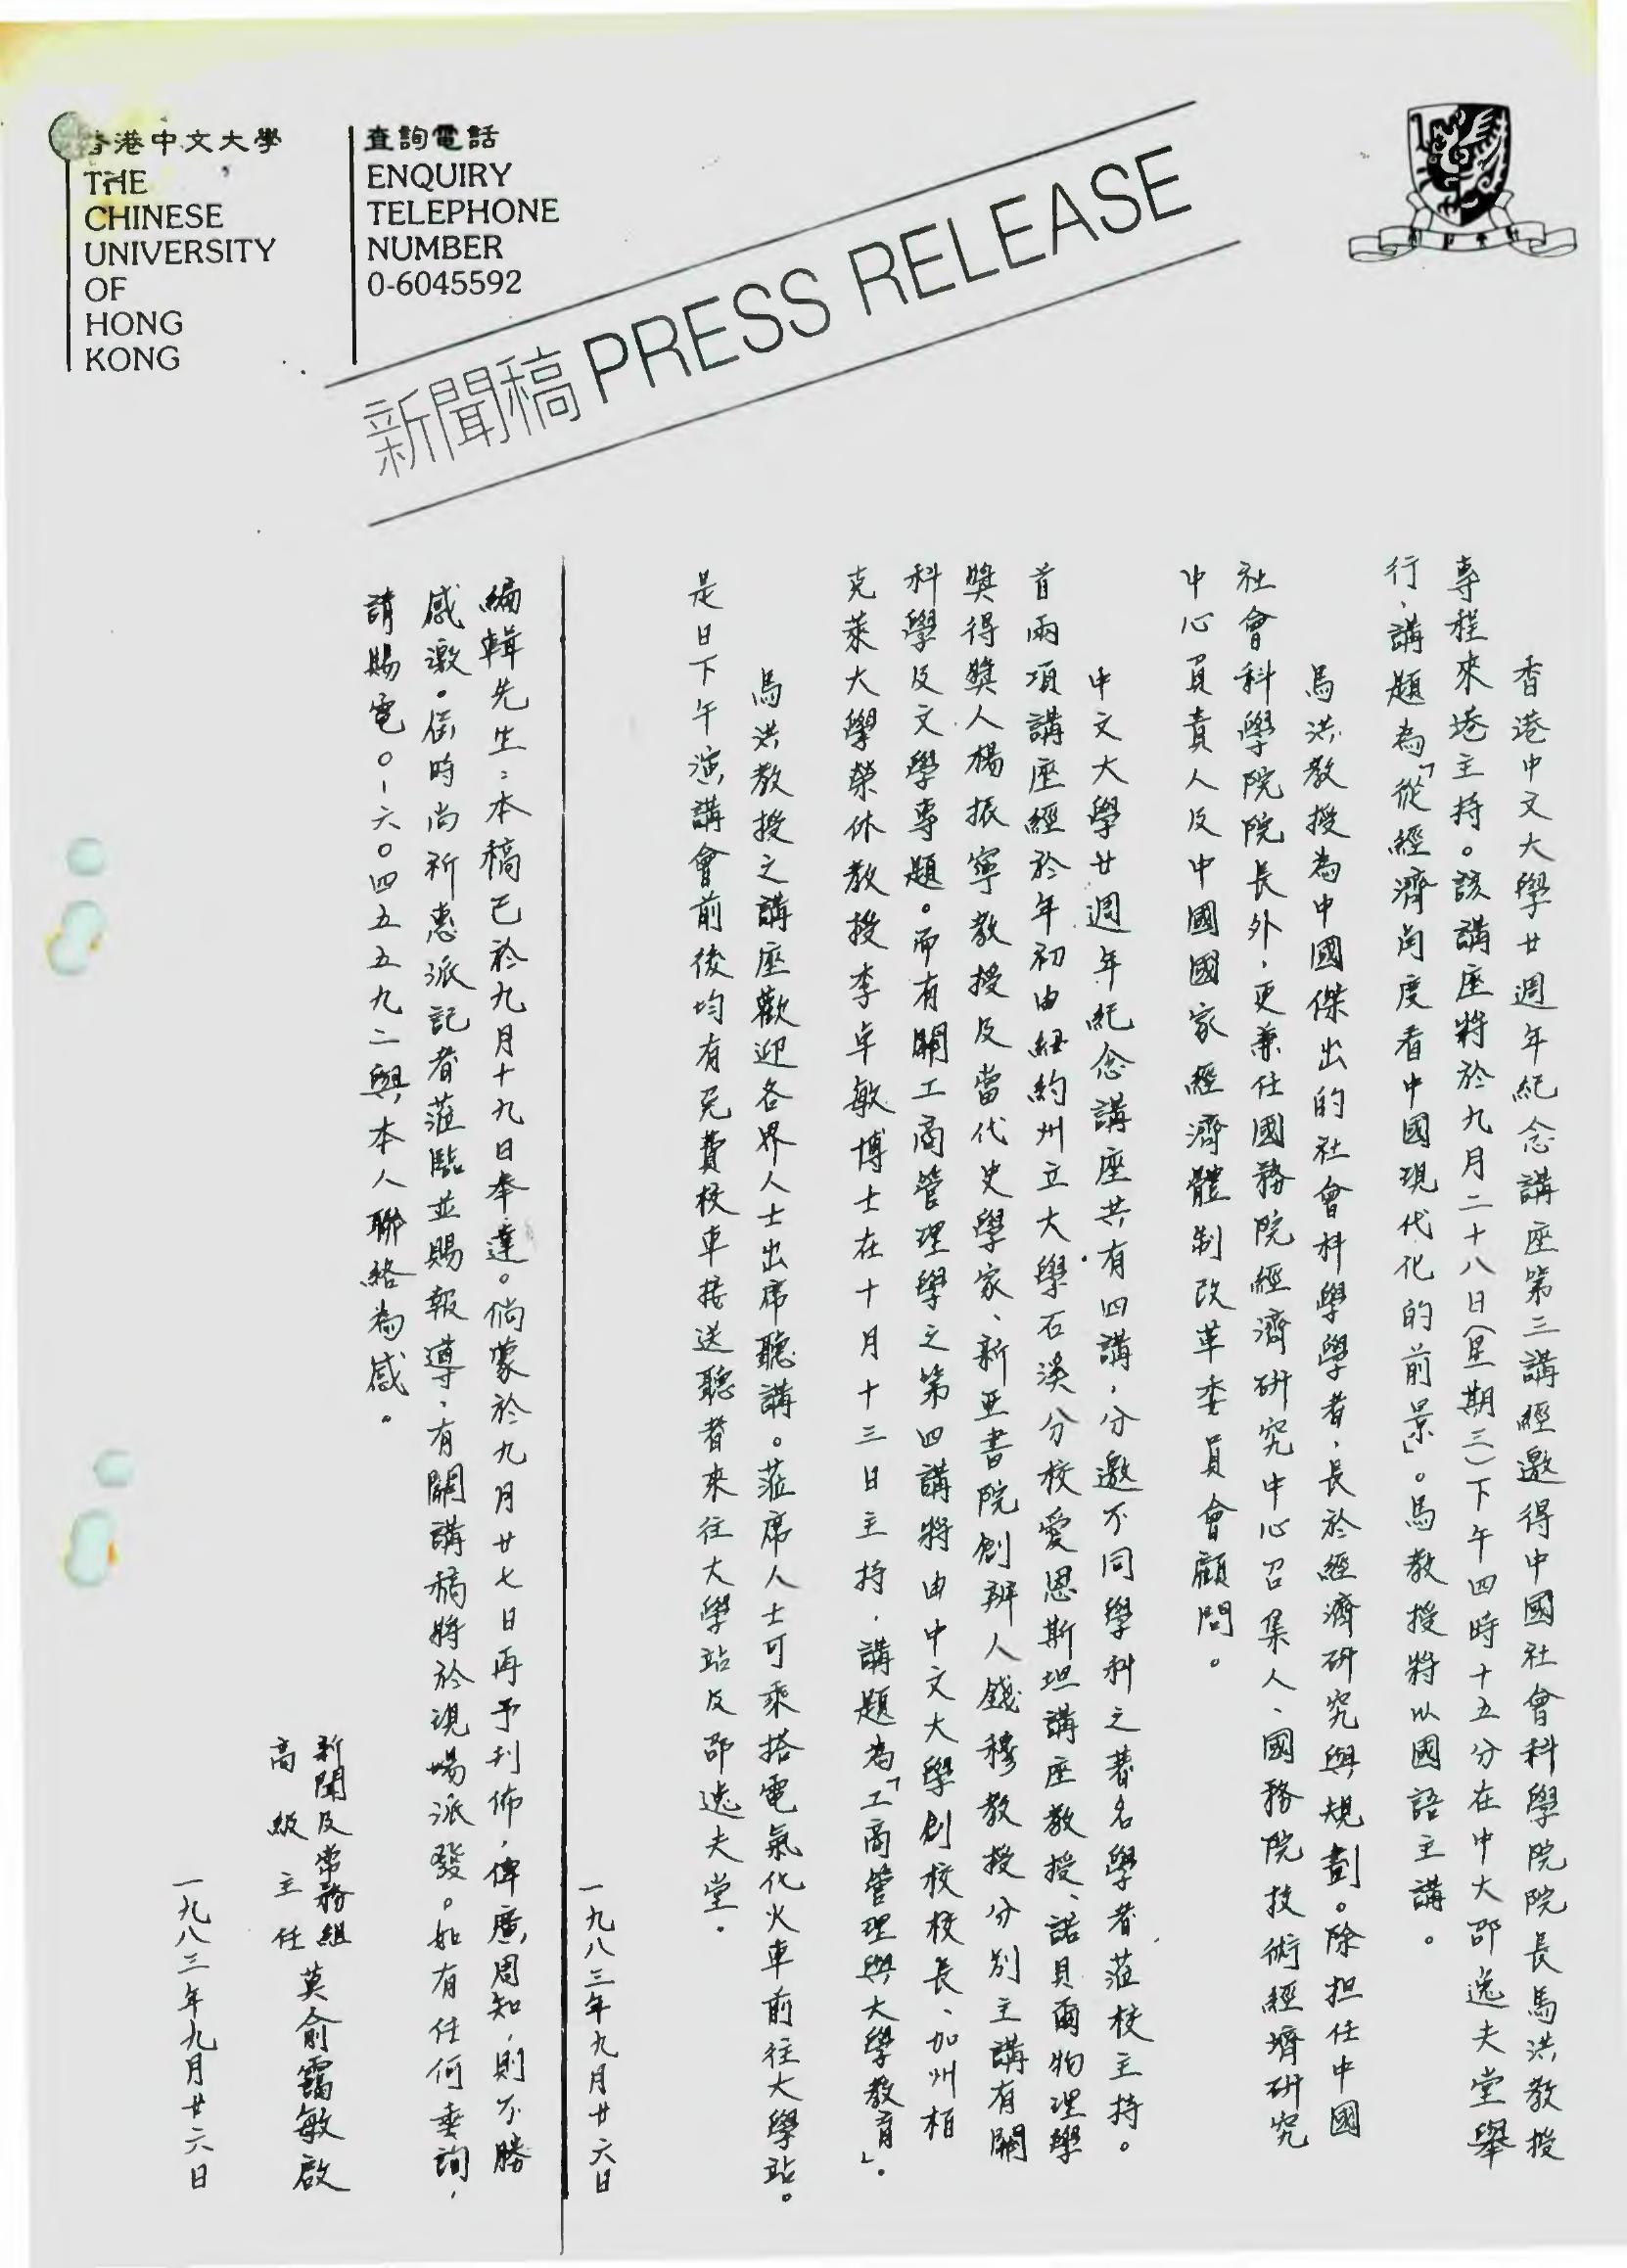 香港中文大學
THE
CHINESE
UNIVERSITY
OF
HONG
KONG
查詢電話
ENQUIRY
TELEPHONE
NUMBER
0-6045592
新聞稿 PRESS RELEASE
香港中文大學廿週年紀念講座第三講經邀得中國社會科學院院長馬洪教授
專程來港主持。該講座將於九月二十八日(星期三)下午四時十五分在中大邵逸夫堂舉
行,講題為「從經濟角度看中國現代化的前景」。馬教授將以國語主講。
馬洪教授為中國傑出的社會科學學者,長於經濟研究與規劃。除担任中國
社會科學院院長外,更兼任國務院經濟研究中心召集人、國務院技術經濟研究
中心負責人及中國國家經濟體制改革委員會顧問。
中文大學廿週年紀念講座共有四講,分邀不同學科之著名學者蒞校主持。
首兩項講座經於年初由紐約州立大學石溪分校愛恩斯坦講座教授、諾貝爾物理學
獎得獎人楊振寧教授及當代史學家、新亞書院創辦人錢穆教授分別主講有關
科學及文學專題。而有關工商管理學之第四講將由中文大學創校校長、加州柏
克萊大學榮休教授李卓敏博士在十月十三日主持,講題為「工商管理與大學教育」。
馬洪教授之講座歡迎各界人士出席聽講。蒞席人士可乘搭電氣化火車前往大學站。
是日下午演講會前後均有免費校車接送聽者來往大學站及邵逸夫堂。
一九八三年九月廿六日
編輯先生:本稿已於九月十九日奉達。倘蒙於九月廿七日再予刊佈,俾廣周知,則不勝
感激。屆時尚祈惠派記者蒞臨並賜報導,有關講稿將於現場派發。如有任何垂詢,
請賜電〇-六〇四五五九二與本人聯絡為感。
新聞及常務組
高級主任 莫俞靄敏啟
一九八三年九月廿六日